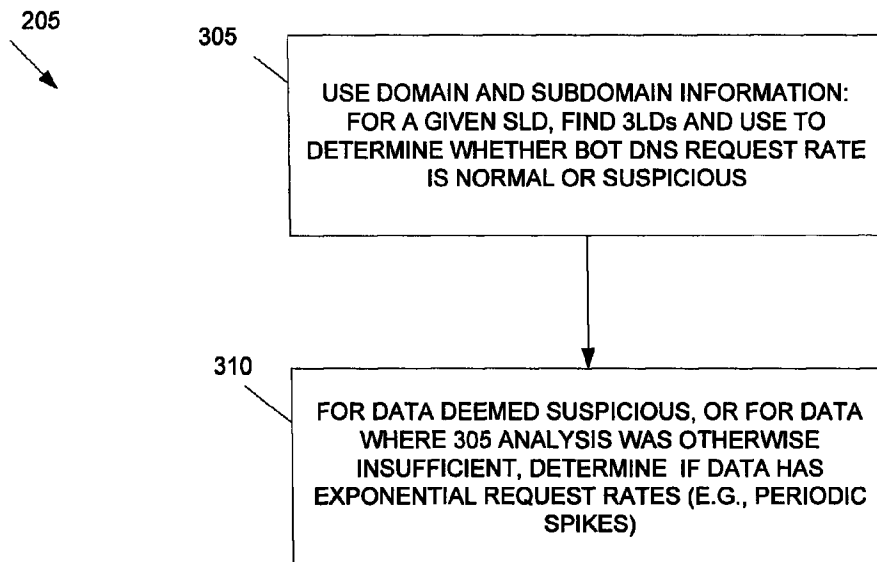 205
305
USE DOMAIN AND SUBDOMAIN INFORMATION:
FOR A GIVEN SLD, FIND 3LDs AND USE TO
DETERMINE WHETHER BOT DNS REQUEST RATE
IS NORMAL OR SUSPICIOUS
310
FOR DATA DEEMED SUSPICIOUS, OR FOR DATA
WHERE 305 ANALYSIS WAS OTHERWISE
INSUFFICIENT, DETERMINE IF DATA HAS
EXPONENTIAL REQUEST RATES (E.G., PERIODIC
SPIKES)